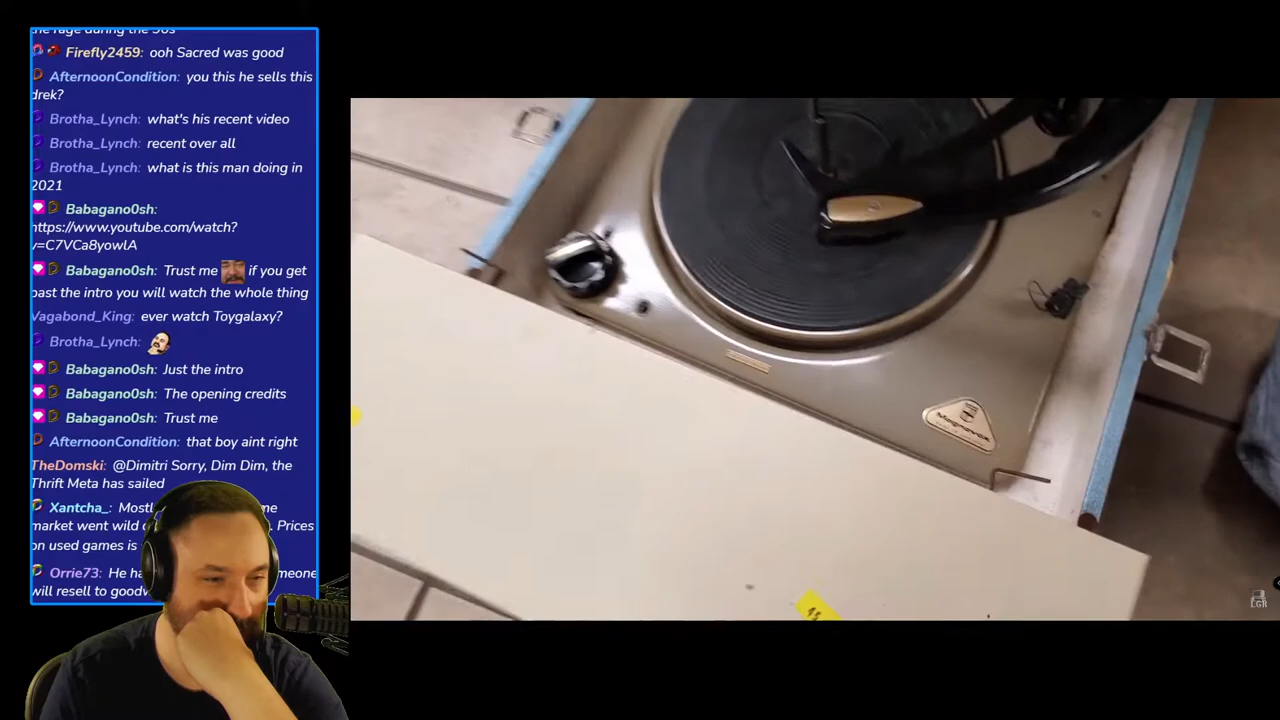 Firefly2459: ooh Sacred was good
AfternoonCondition: you this he sells this
drek?
Brotha_Lynch: what's his recent video
Brotha_Lynch: recent over all
Brotha_Lynch: what is this man doing in
2021
Babagano0sh:
https://www.youtube.com/watch?
v=C7VCa8yowlA
Babagano0sh: Trust me if you get
past the intro you will watch the whole thing
Vagabond_King: ever watch Toygalaxy?
Brotha_Lynch:
Babagano0sh: Just the intro
Babagano0sh: The opening credits
Babagano0sh: Trust me
AfternoonCondition: that boy aint right
TheDomski: @Dimitri Sorry, Dim Dim, the
Thrift Meta has sailed
Xantcha_: Mostl
market went wild Prices
on used games is
Orrie73: He ha
will resell to goodw
Magnavox
LGR